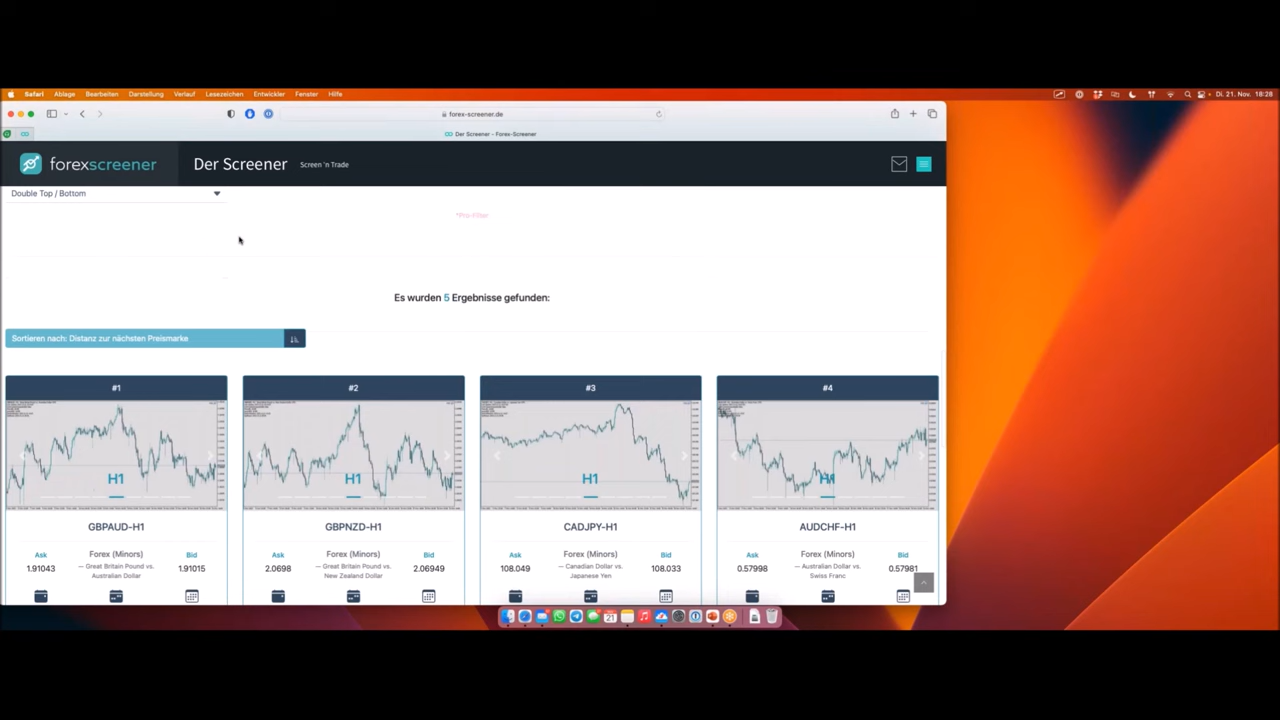 Safari Ablage Bearbeiten Darstellung Verlauf Lesezeichen Entwickler Fenster Hilfe Di. 21. Nov. 18:28
forex-screener.de
Der Screener – Forex-Screener
forexscreener Der Screener Screen 'n Trade
Double Top / Bottom
*Pro-Filter
Es wurden 5 Ergebnisse gefunden:
Sortieren nach: Distanz zur nächsten Preismarke
#1 #2 #3 #4
H1 H1 H1 H1
GBPAUD-H1 GBPNZD-H1 CADJPY-H1 AUDCHF-H1
Ask Forex (Minors) Bid Ask Forex (Minors) Bid Ask Forex (Minors) Bid Ask Forex (Minors) Bid
1.91043 — Great Britain Pound vs. 1.91015 2.0698 — Great Britain Pound vs. 2.06949 108.049 — Canadian Dollar vs. 108.033 0.57998 — Australian Dollar vs. 0.57981
Australian Dollar New Zealand Dollar Japanese Yen Swiss Franc